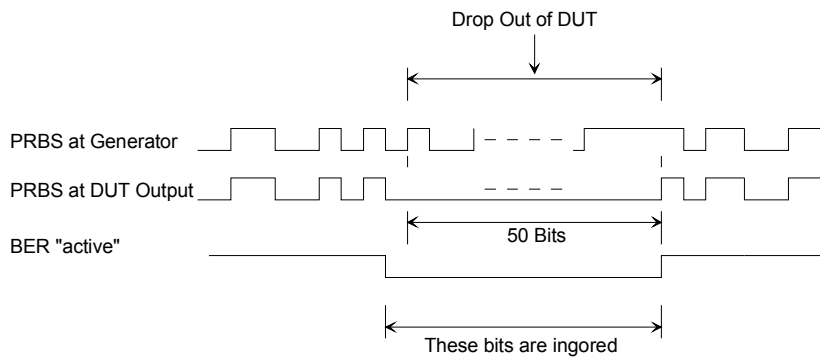 Drop Out of DUT
PRBS at Generator
PRBS at DUT Output
50 Bits
BER "active"
These bits are ingored